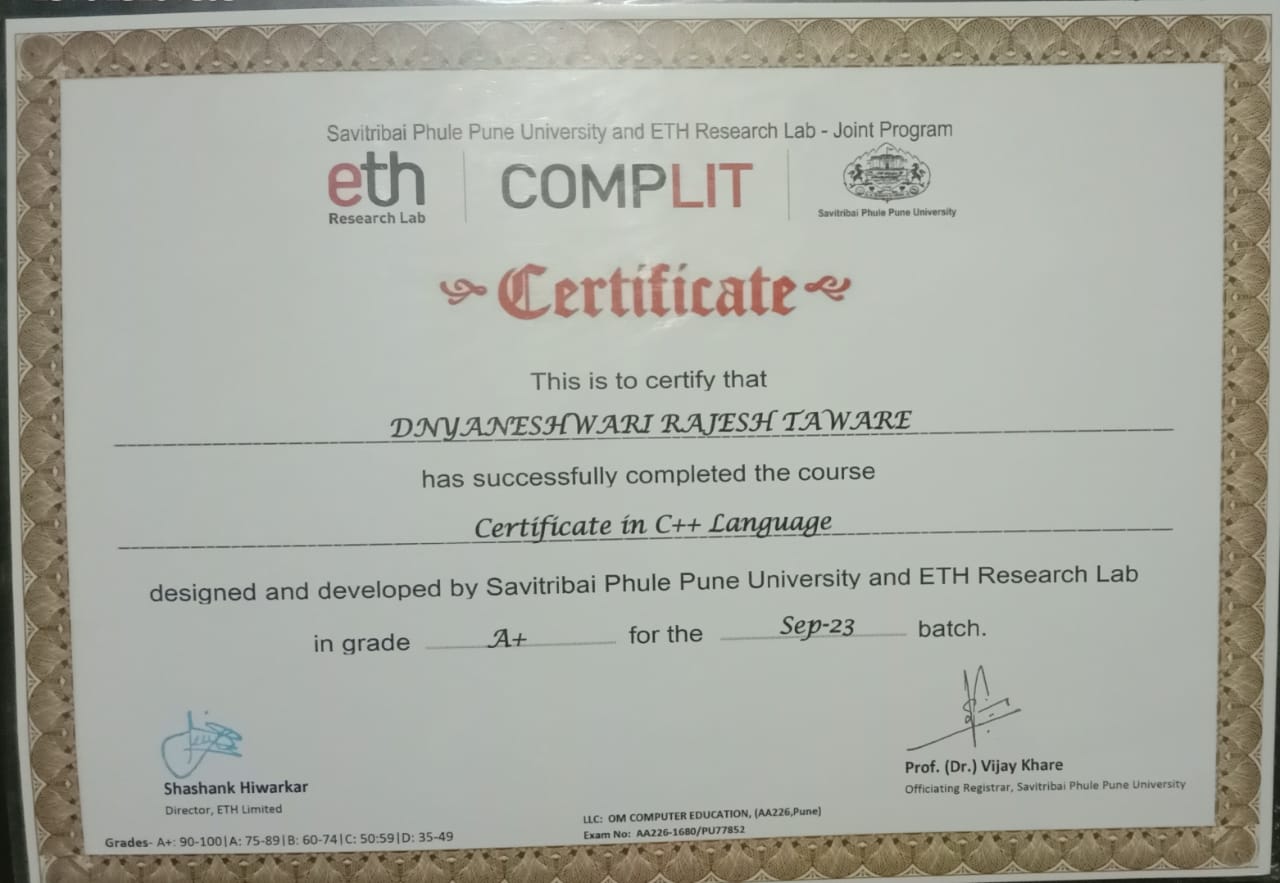 Savitribai Phule Pune University and ETH Research Lab - Joint Program
eth
Research Lab
COMPLIT
Savitribai Phule Pune University
Certificate
This is to certify that
DNYANESHWARI RAJESH TAWARE
has successfully completed the course
Certificate in C++ Language
designed and developed by Savitribai Phule Pune University and ETH Research Lab
in grade A+ for the Sep-23 batch.
Shashank Hiwarkar
Director, ETH Limited
Prof. (Dr.) Vijay Khare
Officiating Registrar, Savitribai Phule Pune University
LLC: OM COMPUTER EDUCATION, (AA226,Pune)
Exam No: AA226-1680/PU77852
Grades- A+: 90-100|A: 75-89|B: 60-74|C: 50:59|D: 35-49